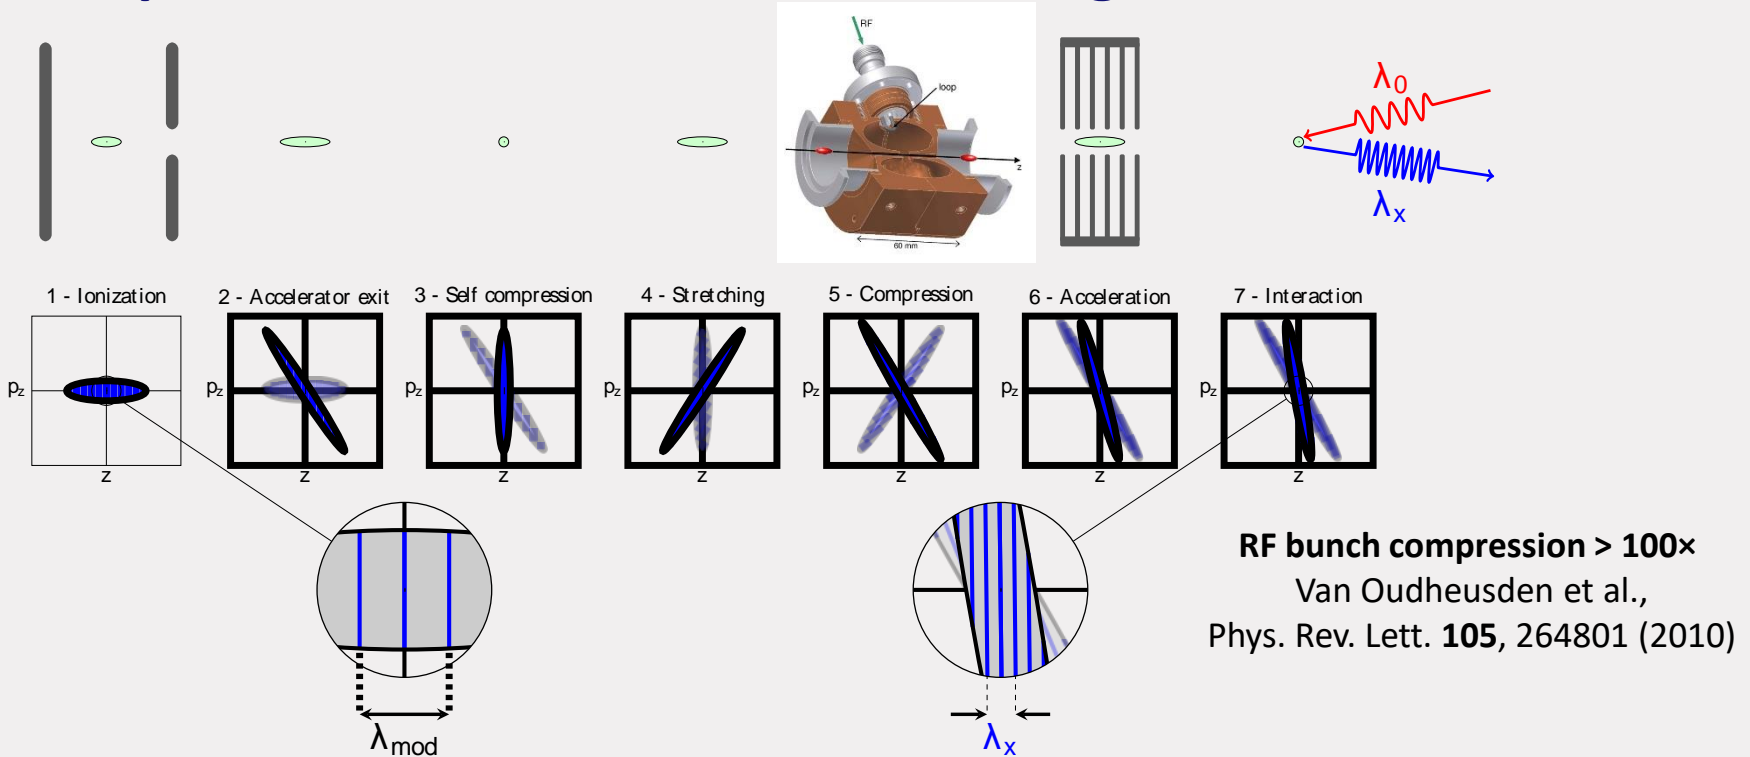 RF
loop
z
60 mm
λ0
λx
1 - Ionization
2 - Accelerator exit
3 - Self compression
4 - Stretching
5 - Compression
6 - Acceleration
7 - Interaction
pz
pz
pz
pz
pz
pz
pz
z
z
z
z
z
z
z
λmod
λx
RF bunch compression > 100×
Van Oudheusden et al.,
Phys. Rev. Lett. 105, 264801 (2010)